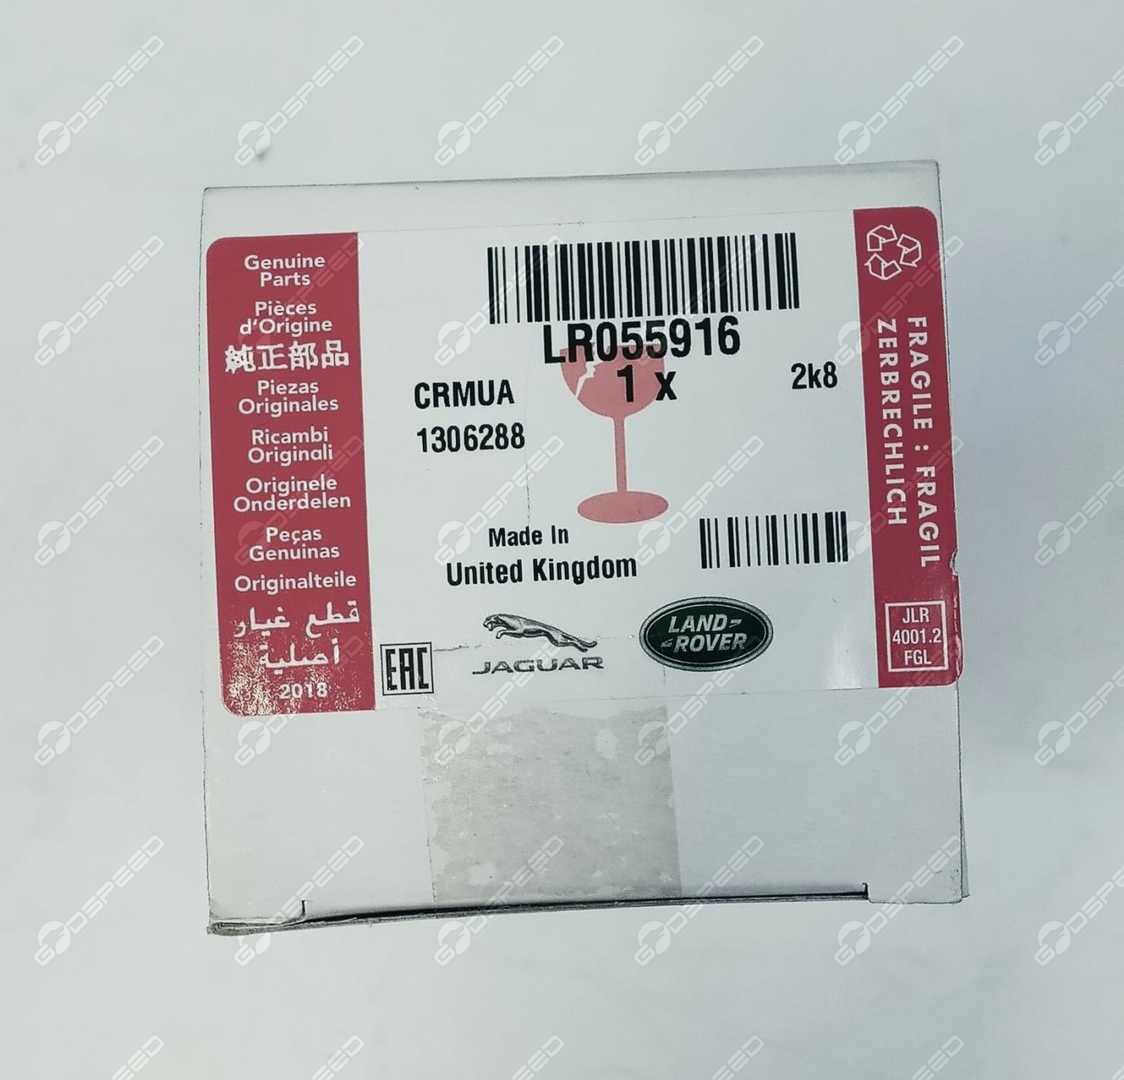 Genuine
Parts
Pièces
d'Origine
純正部品
Piezas
Originales
Ricambi
Originali
Originele
Onderdelen
Peças
Genuinas
Originalteile
قطع غيار
أصلية
2018
LR055916
1 x
2k8
CRMUA
1306288
Made In
United Kingdom
EAC
JAGUAR
LAND-
ROVER
FRAGILE : FRAGIL
ZERBRECHLICH
JLR
4001.2
FGL
GODSPEED